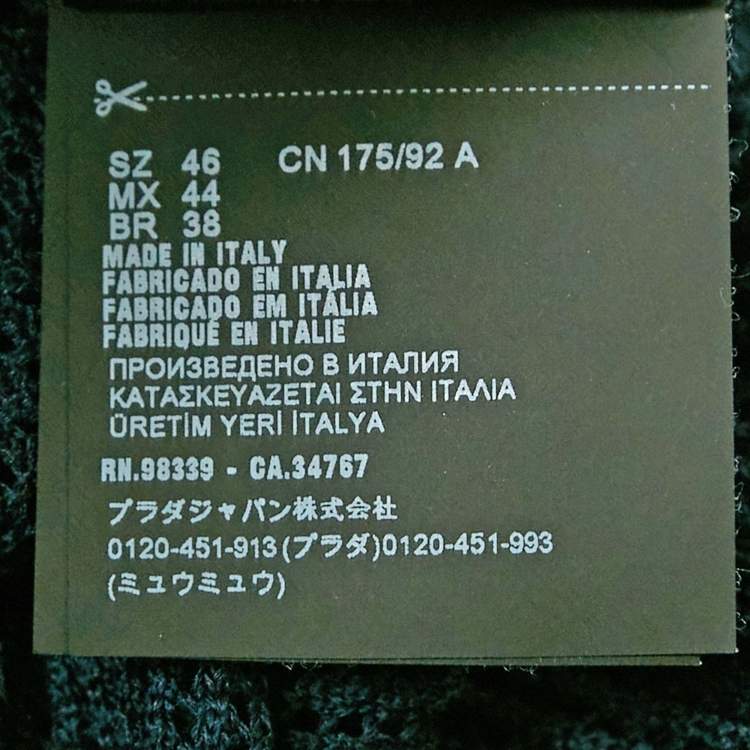 SZ 46 CN 175/92 A
MX 44
BR 38
MADE IN ITALY
FABRICADO EN ITALIA
FABRICADO EM ITÁLIA
FABRIQUÉ EN ITALIE
ПРОИЗВЕДЕНО В ИТАЛИЯ
ΚΑΤΑΣΚΕΥΑΖΕΤΑΙ ΣΤΗΝ ΙΤΑΛΙΑ
ÜRETİM YERİ İTALYA
RN.98339 - CA.34767
プラダジャパン株式会社
0120-451-913(プラダ)0120-451-993
(ミュウミュウ)